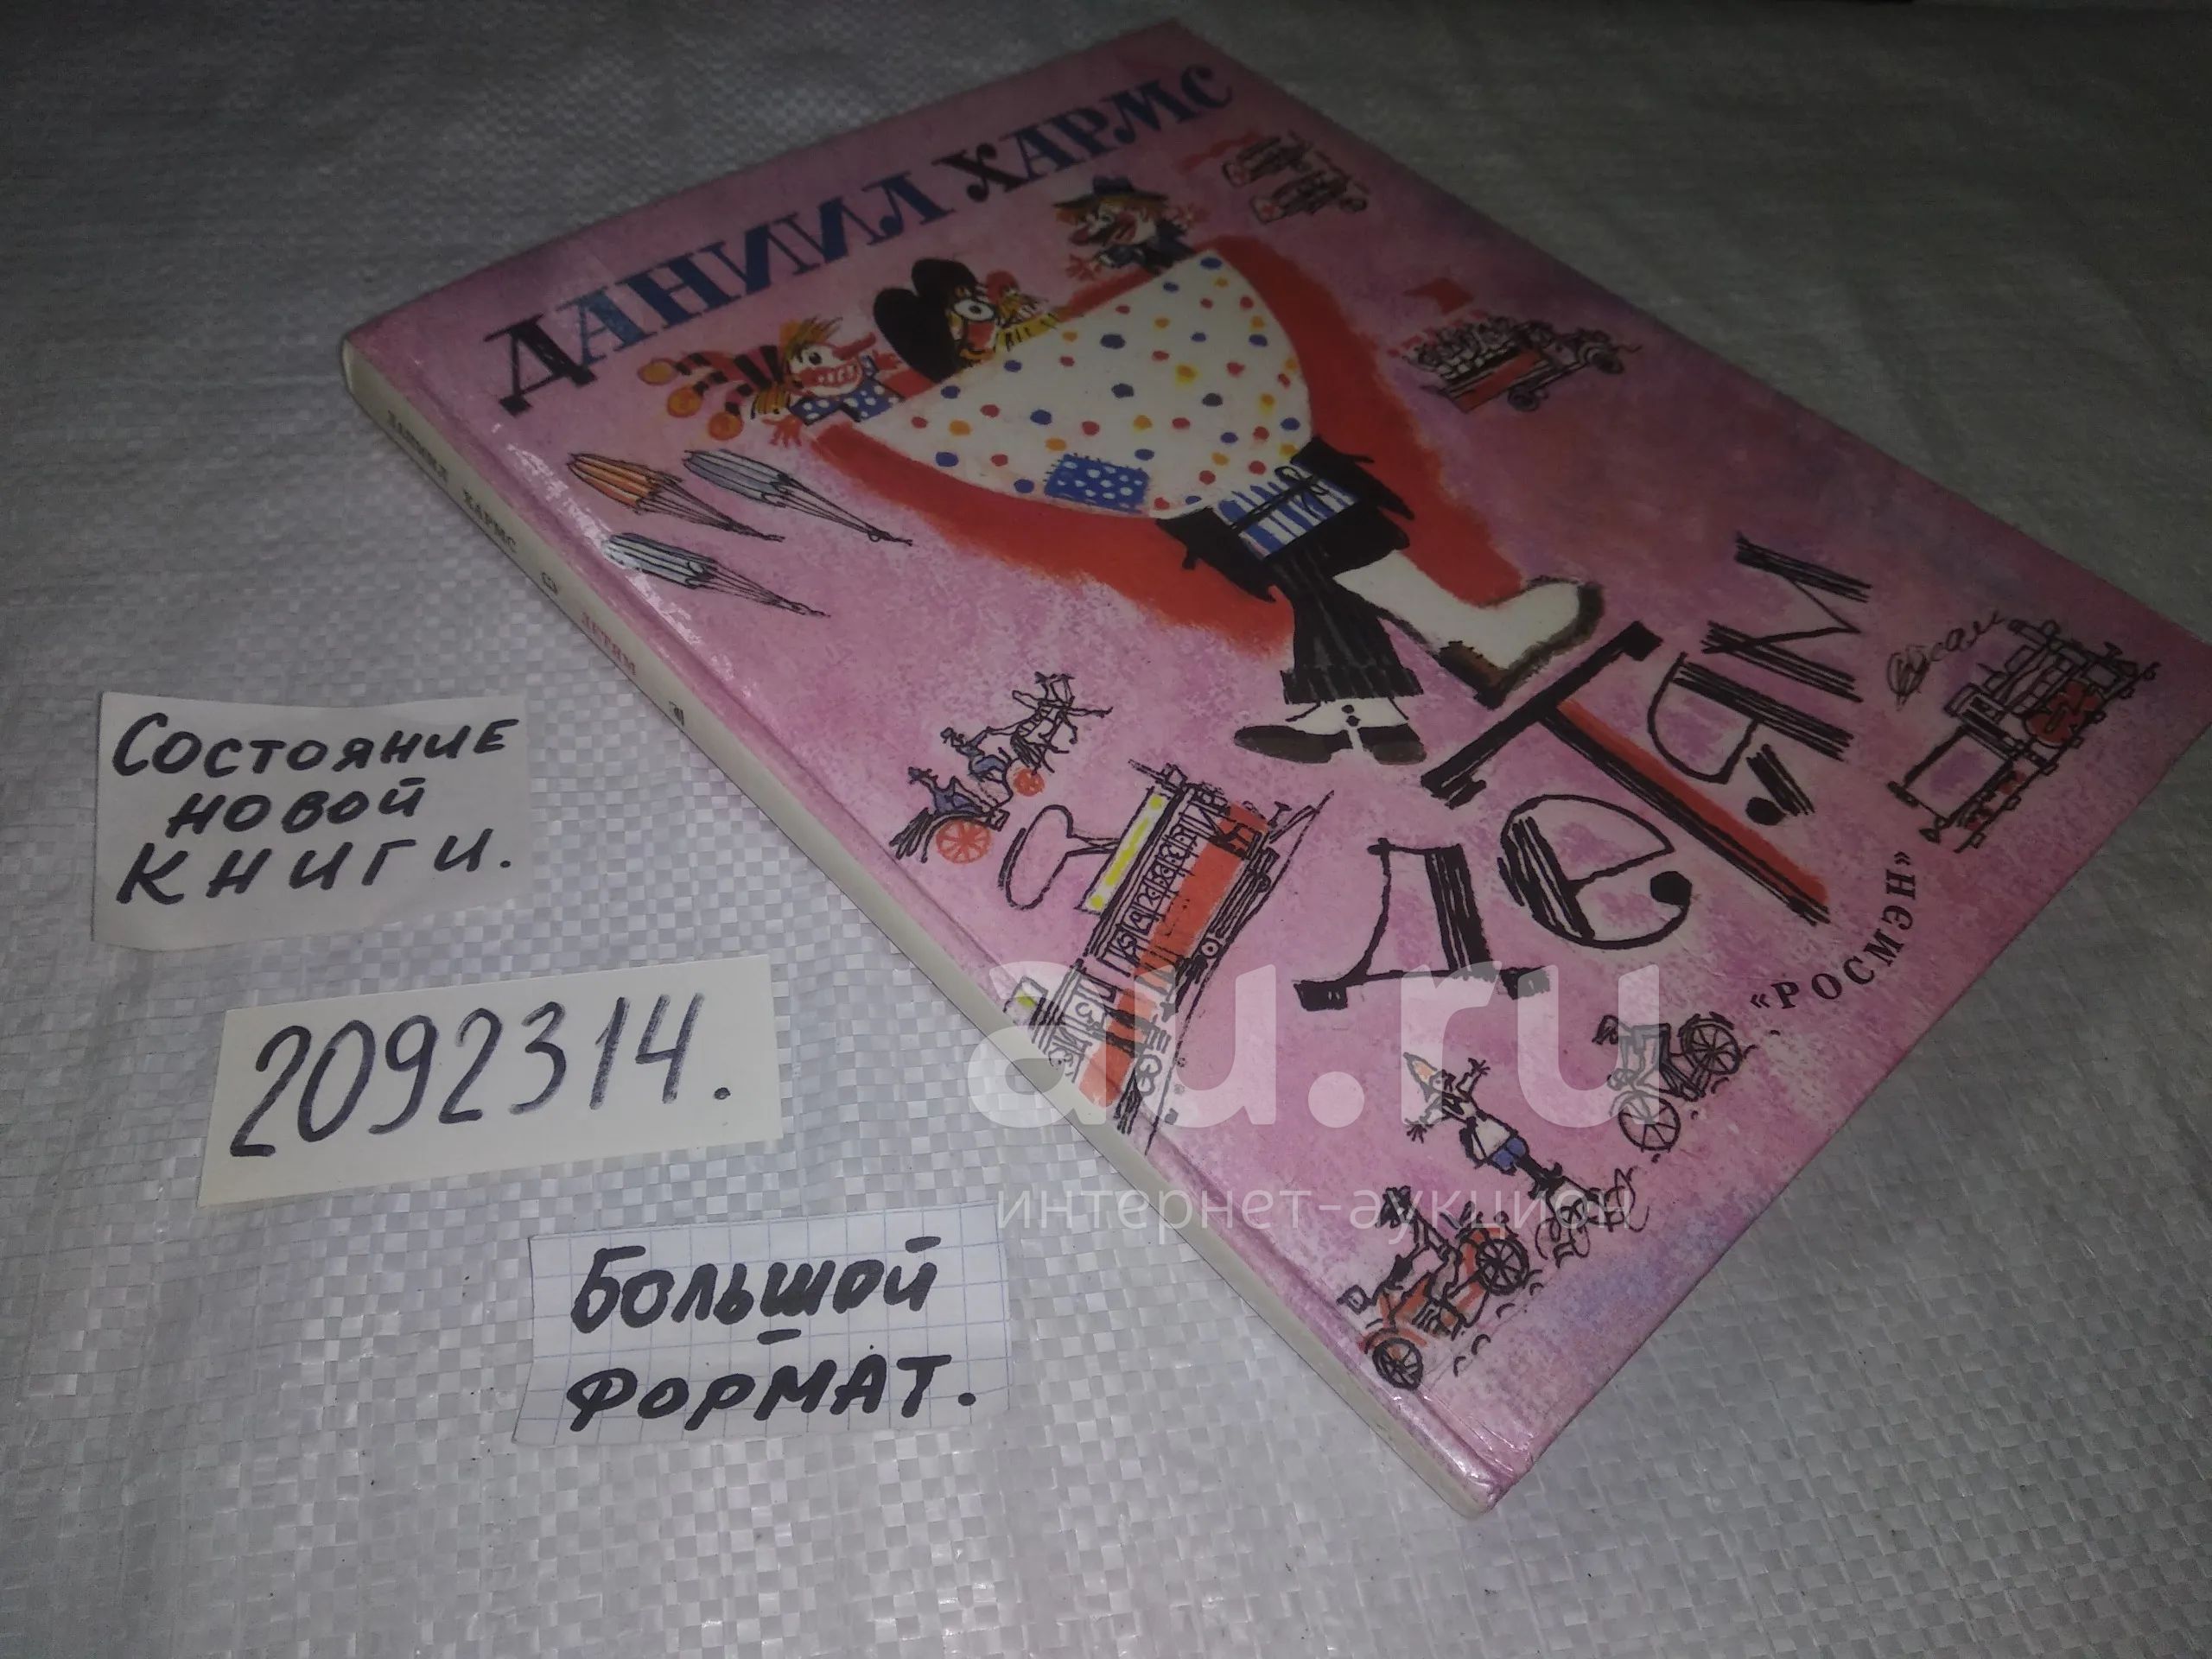 ДАНИИЛ ХАРМС
ДеТЯМ
"РОСМЭН"
ДАНИИЛ ХАРМС ДЕТЯМ
Состояние
новой
книги.
2092314.
Большой
формат.
au.ru
интернет-аукцион